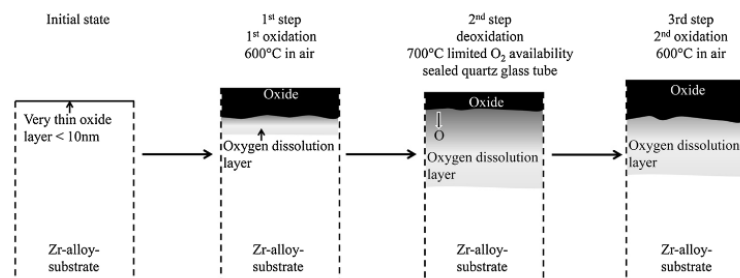 Initial state
1st step
1st oxidation
600°C in air
2nd step
deoxidation
700°C limited O2 availability
sealed quartz glass tube
3rd step
2nd oxidation
600°C in air
Very thin oxide
layer < 10nm
Zr-alloy-
substrate
Oxide
Oxygen dissolution
layer
Zr-alloy-
substrate
Oxide
O
Oxygen dissolution
layer
Zr-alloy-
substrate
Oxide
Oxygen dissolution
layer
Zr-alloy-
substrate